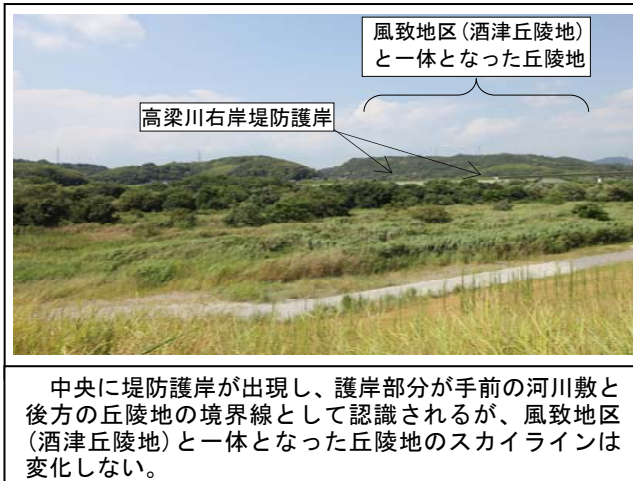 風致地区(酒津丘陵地)
と一体となった丘陵地
高梁川右岸堤防護岸
中央に堤防護岸が出現し、護岸部分が手前の河川敷と
後方の丘陵地の境界線として認識されるが、風致地区
(酒津丘陵地)と一体となった丘陵地のスカイラインは
変化しない。